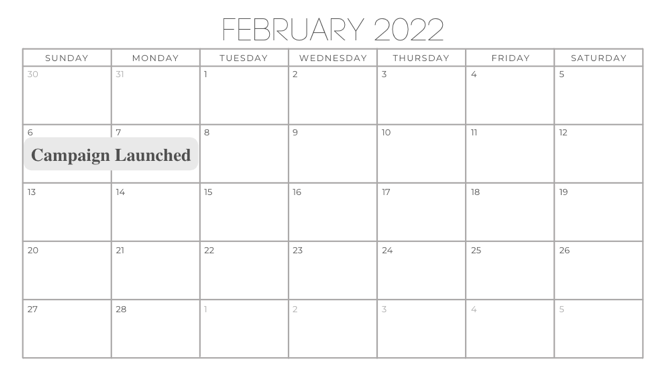 FEBRUARY 2022
SUNDAY MONDAY TUESDAY WEDNESDAY THURSDAY FRIDAY SATURDAY
30 31 1 2 3 4 5
6 7 8 9 10 11 12
Campaign Launched
13 14 15 16 17 18 19
20 21 22 23 24 25 26
27 28 1 2 3 4 5